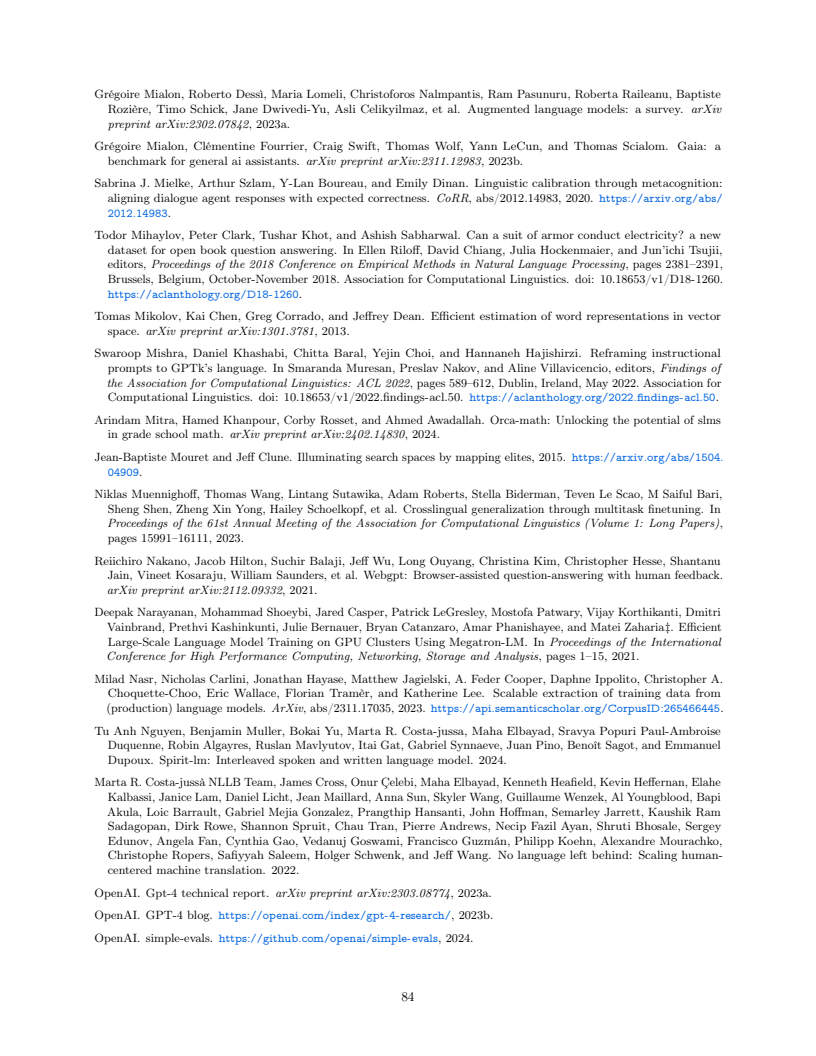 Grégoire Mialon, Roberto Dessì, Maria Lomeli, Christoforos Nalmpantis, Ram Pasunuru, Roberta Raileanu, Baptiste
Rozière, Timo Schick, Jane Dwivedi-Yu, Asli Celikyilmaz, et al. Augmented language models: a survey. arXiv
preprint arXiv:2302.07842, 2023a.
Grégoire Mialon, Clémentine Fourrier, Craig Swift, Thomas Wolf, Yann LeCun, and Thomas Scialom. Gaia: a
benchmark for general ai assistants. arXiv preprint arXiv:2311.12983, 2023b.
Sabrina J. Mielke, Arthur Szlam, Y-Lan Boureau, and Emily Dinan. Linguistic calibration through metacognition:
aligning dialogue agent responses with expected correctness. CoRR, abs/2012.14983, 2020. https://arxiv.org/abs/
2012.14983.
Todor Mihaylov, Peter Clark, Tushar Khot, and Ashish Sabharwal. Can a suit of armor conduct electricity? a new
dataset for open book question answering. In Ellen Riloff, David Chiang, Julia Hockenmaier, and Jun'ichi Tsujii,
editors, Proceedings of the 2018 Conference on Empirical Methods in Natural Language Processing, pages 2381–2391,
Brussels, Belgium, October-November 2018. Association for Computational Linguistics. doi: 10.18653/v1/D18-1260.
https://aclanthology.org/D18-1260.
Tomas Mikolov, Kai Chen, Greg Corrado, and Jeffrey Dean. Efficient estimation of word representations in vector
space. arXiv preprint arXiv:1301.3781, 2013.
Swaroop Mishra, Daniel Khashabi, Chitta Baral, Yejin Choi, and Hannaneh Hajishirzi. Reframing instructional
prompts to GPTk's language. In Smaranda Muresan, Preslav Nakov, and Aline Villavicencio, editors, Findings of
the Association for Computational Linguistics: ACL 2022, pages 589–612, Dublin, Ireland, May 2022. Association for
Computational Linguistics. doi: 10.18653/v1/2022.findings-acl.50. https://aclanthology.org/2022.findings-acl.50.
Arindam Mitra, Hamed Khanpour, Corby Rosset, and Ahmed Awadallah. Orca-math: Unlocking the potential of slms
in grade school math. arXiv preprint arXiv:2402.14830, 2024.
Jean-Baptiste Mouret and Jeff Clune. Illuminating search spaces by mapping elites, 2015. https://arxiv.org/abs/1504.
04909.
Niklas Muennighoff, Thomas Wang, Lintang Sutawika, Adam Roberts, Stella Biderman, Teven Le Scao, M Saiful Bari,
Sheng Shen, Zheng Xin Yong, Hailey Schoelkopf, et al. Crosslingual generalization through multitask finetuning. In
Proceedings of the 61st Annual Meeting of the Association for Computational Linguistics (Volume 1: Long Papers),
pages 15991–16111, 2023.
Reiichiro Nakano, Jacob Hilton, Suchir Balaji, Jeff Wu, Long Ouyang, Christina Kim, Christopher Hesse, Shantanu
Jain, Vineet Kosaraju, William Saunders, et al. Webgpt: Browser-assisted question-answering with human feedback.
arXiv preprint arXiv:2112.09332, 2021.
Deepak Narayanan, Mohammad Shoeybi, Jared Casper, Patrick LeGresley, Mostofa Patwary, Vijay Korthikanti, Dmitri
Vainbrand, Prethvi Kashinkunti, Julie Bernauer, Bryan Catanzaro, Amar Phanishayee, and Matei Zaharia‡. Efficient
Large-Scale Language Model Training on GPU Clusters Using Megatron-LM. In Proceedings of the International
Conference for High Performance Computing, Networking, Storage and Analysis, pages 1–15, 2021.
Milad Nasr, Nicholas Carlini, Jonathan Hayase, Matthew Jagielski, A. Feder Cooper, Daphne Ippolito, Christopher A.
Choquette-Choo, Eric Wallace, Florian Tramèr, and Katherine Lee. Scalable extraction of training data from
(production) language models. ArXiv, abs/2311.17035, 2023. https://api.semanticscholar.org/CorpusID:265466445.
Tu Anh Nguyen, Benjamin Muller, Bokai Yu, Marta R. Costa-jussa, Maha Elbayad, Sravya Popuri Paul-Ambroise
Duquenne, Robin Algayres, Ruslan Mavlyutov, Itai Gat, Gabriel Synnaeve, Juan Pino, Benoît Sagot, and Emmanuel
Dupoux. Spirit-lm: Interleaved spoken and written language model. 2024.
Marta R. Costa-jussà NLLB Team, James Cross, Onur Çelebi, Maha Elbayad, Kenneth Heafield, Kevin Heffernan, Elahe
Kalbassi, Janice Lam, Daniel Licht, Jean Maillard, Anna Sun, Skyler Wang, Guillaume Wenzek, Al Youngblood, Bapi
Akula, Loic Barrault, Gabriel Mejia Gonzalez, Prangthip Hansanti, John Hoffman, Semarley Jarrett, Kaushik Ram
Sadagopan, Dirk Rowe, Shannon Spruit, Chau Tran, Pierre Andrews, Necip Fazil Ayan, Shruti Bhosale, Sergey
Edunov, Angela Fan, Cynthia Gao, Vedanuj Goswami, Francisco Guzmán, Philipp Koehn, Alexandre Mourachko,
Christophe Ropers, Safiyyah Saleem, Holger Schwenk, and Jeff Wang. No language left behind: Scaling human-
centered machine translation. 2022.
OpenAI. Gpt-4 technical report. arXiv preprint arXiv:2303.08774, 2023a.
OpenAI. GPT-4 blog. https://openai.com/index/gpt-4-research/, 2023b.
OpenAI. simple-evals. https://github.com/openai/simple-evals, 2024.
84